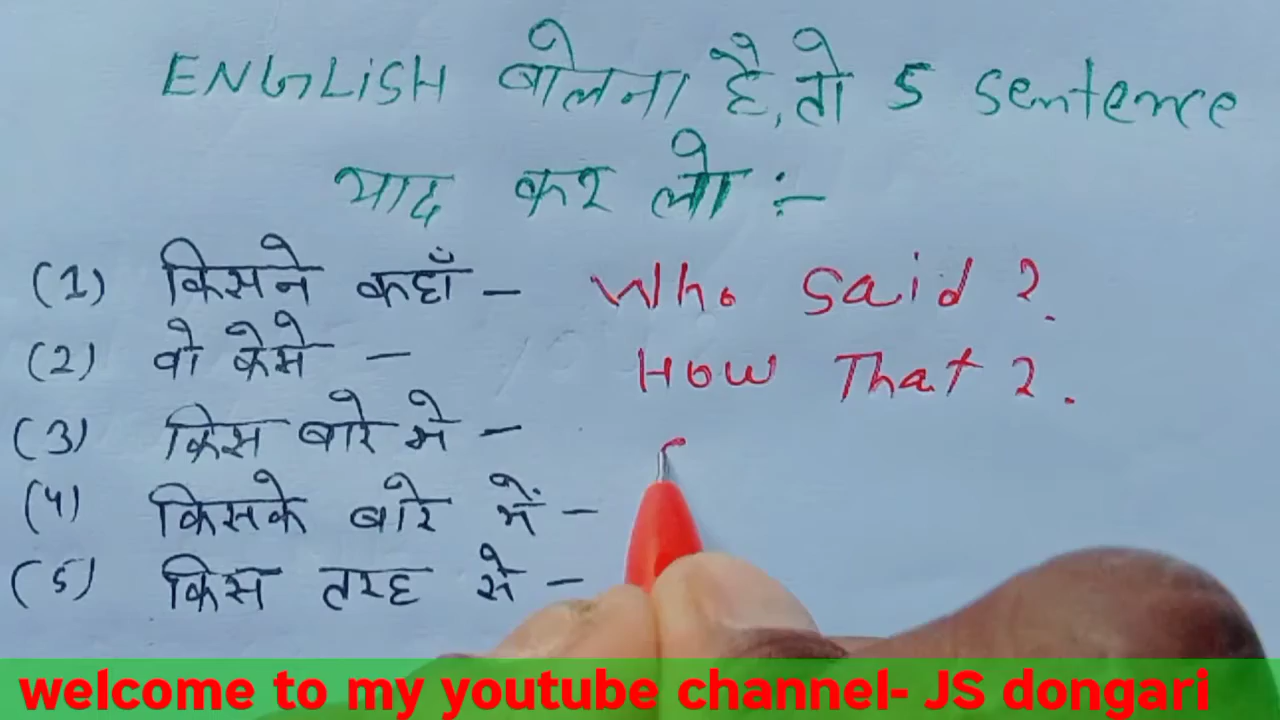 ENGLiSH बोलना है, तो 5 sentence
याद कर लो :-
(1) किसने कहाँ - Who said ?
(2) वो केसे - How That ?
(3) किस बारे मे -
(4) किसके बारे में -
(5) किस तरह से -
welcome to my youtube channel- JS dongari